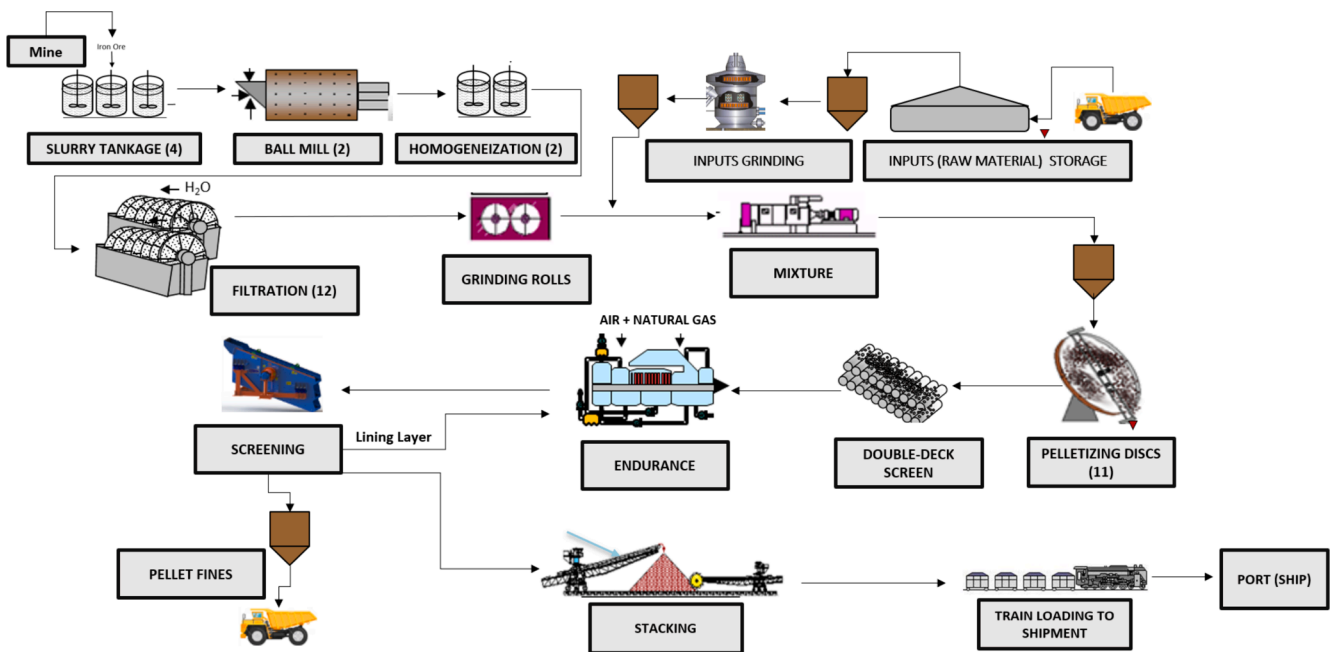 Mine
Iron Ore
SLURRY TANKAGE (4)
BALL MILL (2)
HOMOGENEIZATION (2)
INPUTS GRINDING
INPUTS (RAW MATERIAL) STORAGE
H₂O
FILTRATION (12)
GRINDING ROLLS
MIXTURE
AIR + NATURAL GAS
SCREENING
Lining Layer
ENDURANCE
DOUBLE-DECK
SCREEN
PELLETIZING DISCS
(11)
PELLET FINES
STACKING
TRAIN LOADING TO
SHIPMENT
PORT (SHIP)